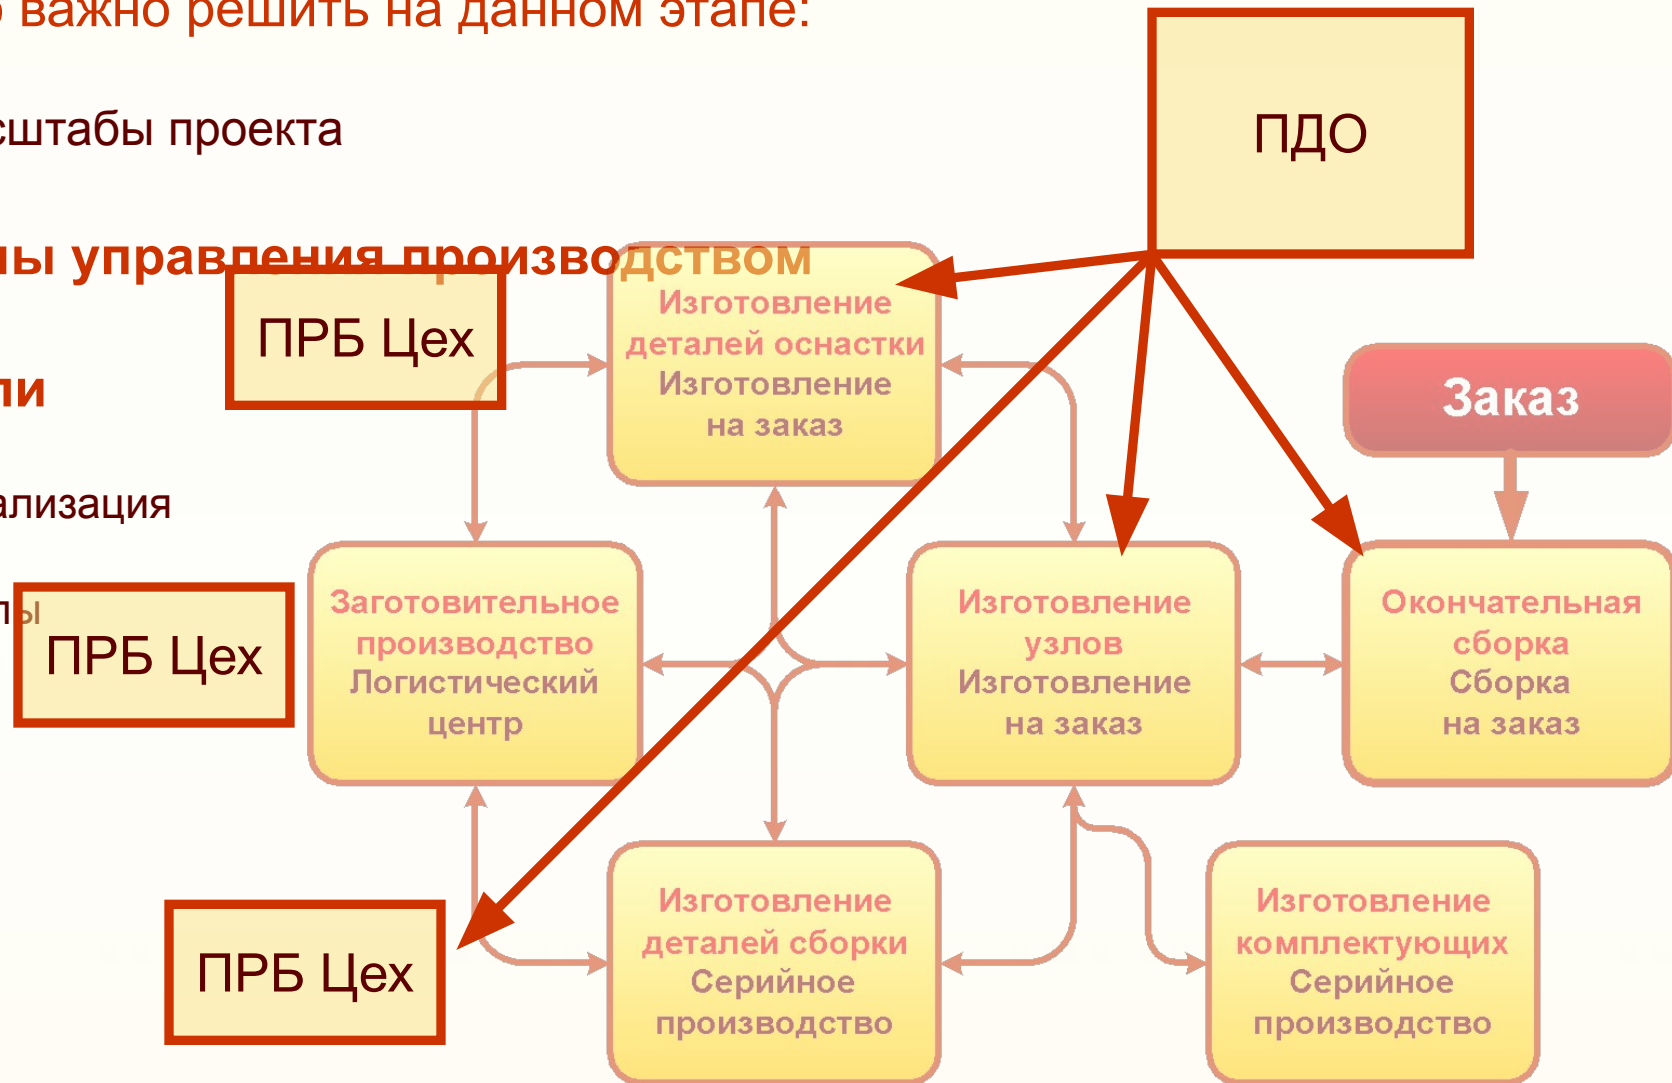 важно решить на данном этапе:
сштабы проекта
ны управления производством
ли
ализация
лы
ПДО
ПРБ Цех
ПРБ Цех
ПРБ Цех
Изготовление
деталей оснастки
Изготовление
на заказ
Заказ
Заготовительное
производство
Логистический
центр
Изготовление
узлов
Изготовление
на заказ
Окончательная
сборка
Сборка
на заказ
Изготовление
деталей сборки
Серийное
производство
Изготовление
комплектующих
Серийное
производство